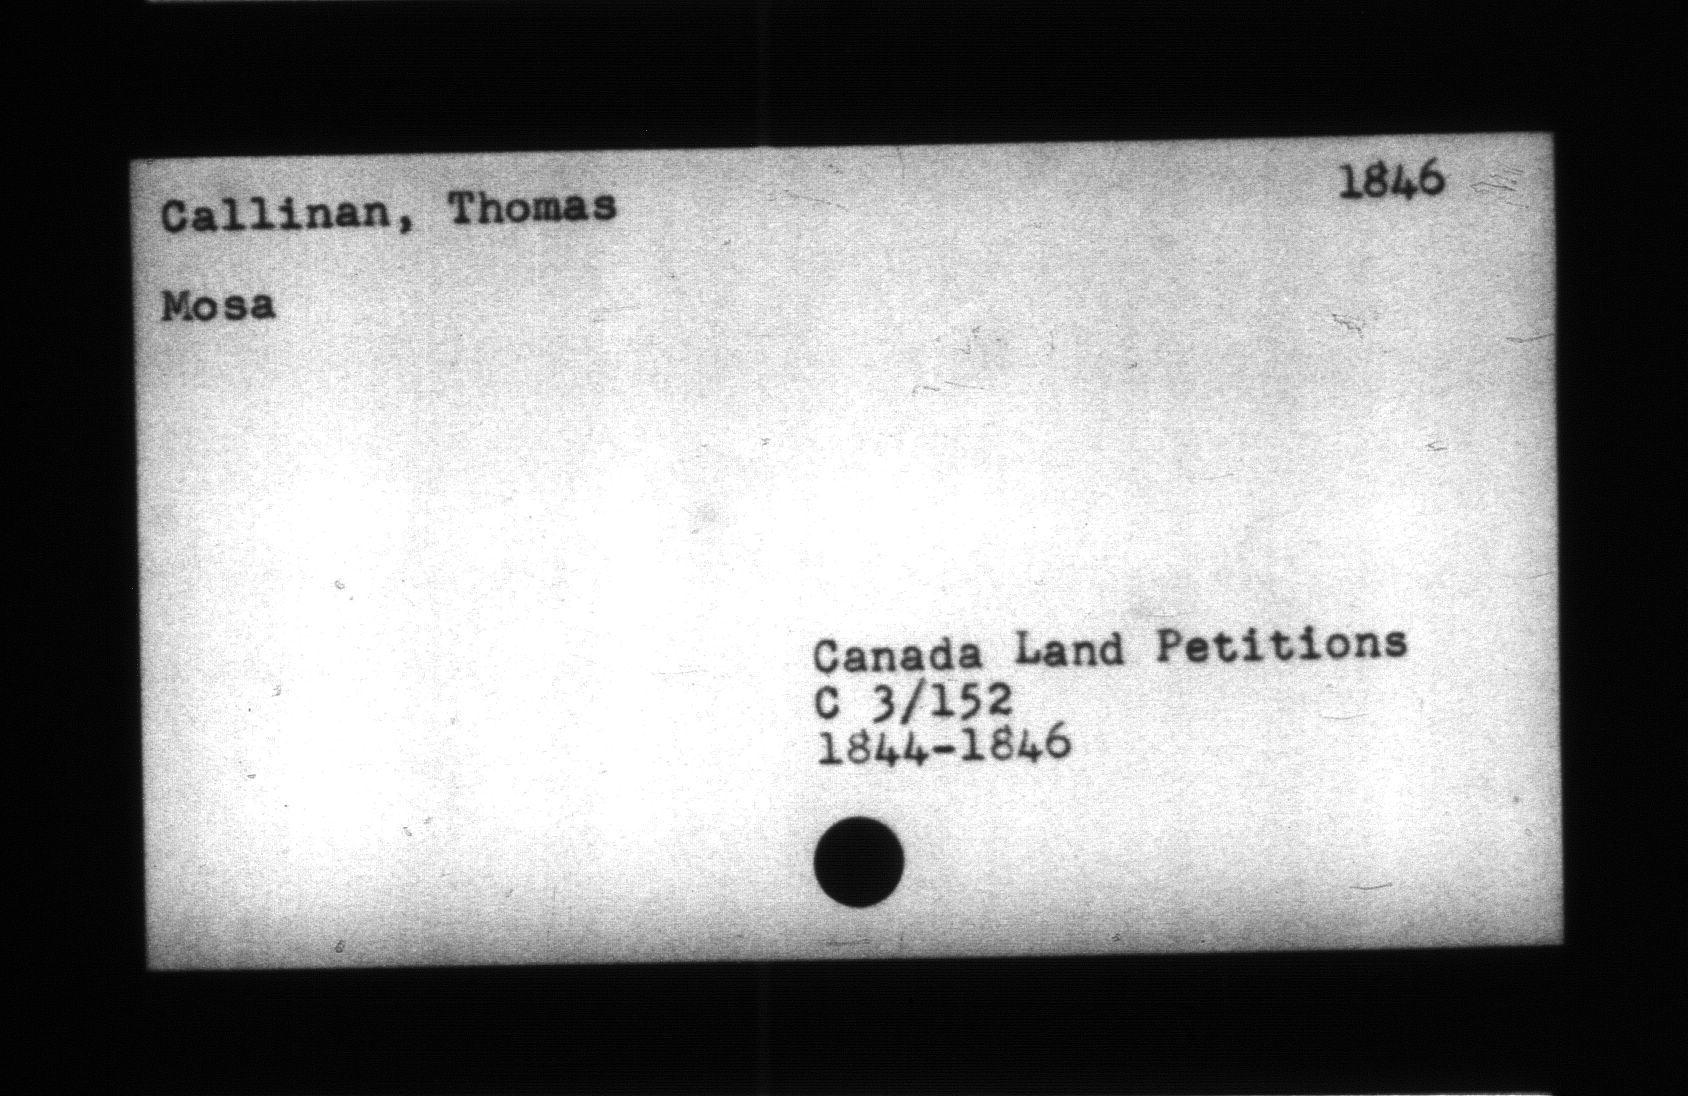 Callinan, Thomas 1846
Mosa
Canada Land Petitions
C 3/152
1844-1846